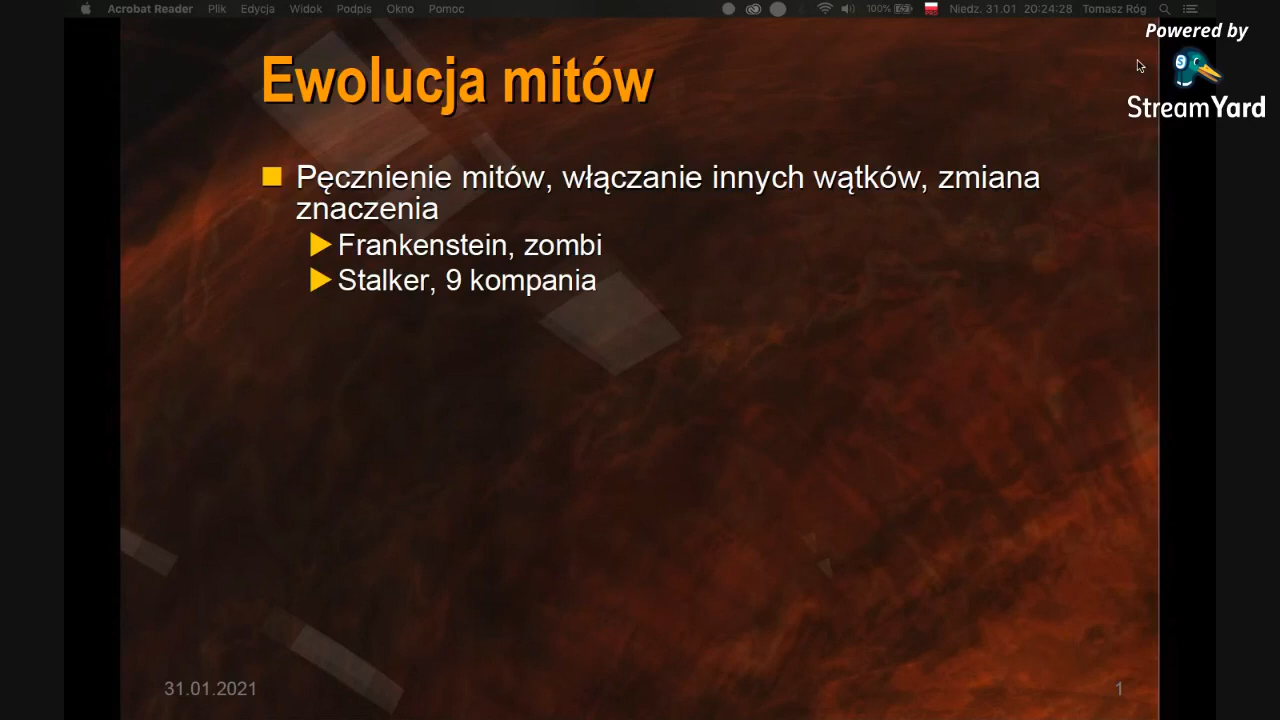 Acrobat Reader Plik Edycja Widok Podpis Okno Pomoc 100% Niedz. 31.01 20:24:28 Tomasz Róg
Powered by
StreamYard
Ewolucja mitów
Pęcznienie mitów, włączanie innych wątków, zmiana
znaczenia
Frankenstein, zombi
Stalker, 9 kompania
31.01.2021 1